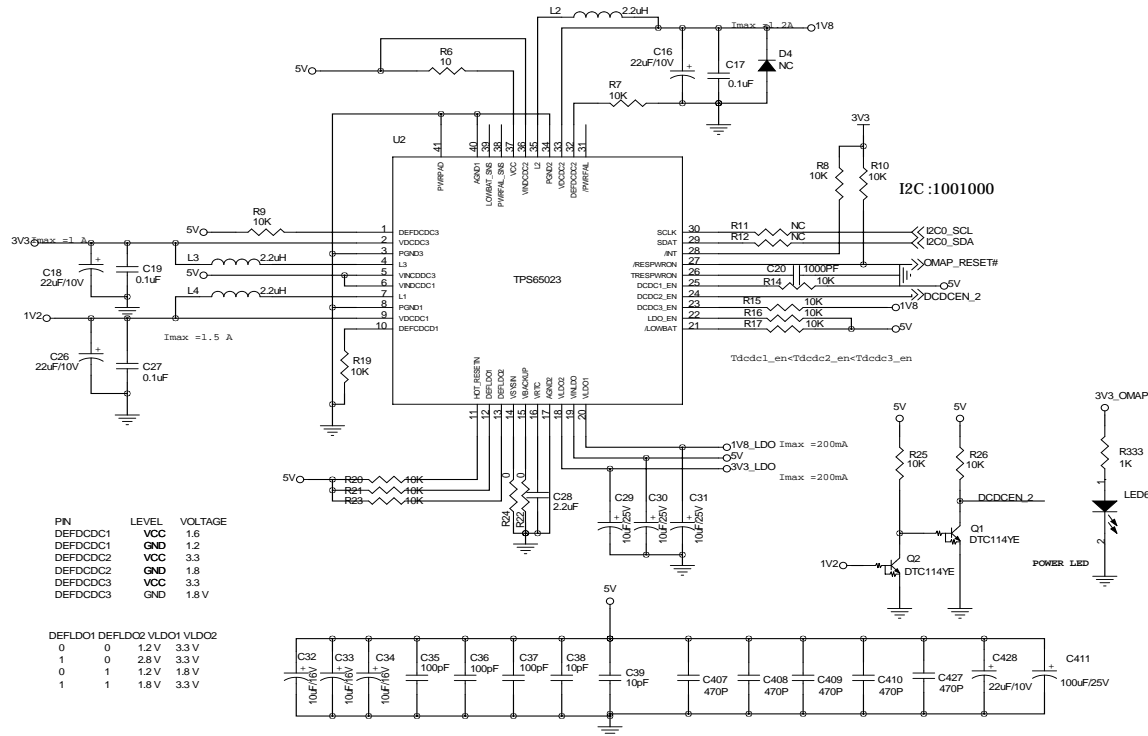 L2 2.2uH
Imax =1.2A
1V8
R6
10
5V
C16
22uF/10V
C17
0.1uF
D4
NC
R7
10K
3V3
U2
41 40 39 38 37 36 35 34 33 32 31
PWRPAD
AGND1
LOWBAT_SNS
PWRFAIL_SNS
VCC
VINDCDC2
L2
PGND2
VDCDC2
DEFDCDC2
/PWRFAIL
R8
10K
R10
10K
I2C :1001000
R9
10K
5V
3V3 Imax =1 A
C18
22uF/10V
C19
0.1uF
L3 2.2uH
5V
L4 2.2uH
1V2
Imax =1.5 A
C26
22uF/10V
C27
0.1uF
R19
10K
1 DEFDCDC3
2 VDCDC3
3 PGND3
4 L3
5 VINCDDC3
6 VINDCDC1
7 L1
8 PGND1
9 VDCDC1
10 DEFCDCD1
TPS65023
SCLK 30
SDAT 29
/INT 28
/RESPWRON 27
TRESPWRON 26
DCDC1_EN 25
DCDC2_EN 24
DCDC3_EN 23
LDO_EN 22
/LOWBAT 21
R11 NC
R12 NC
I2C0_SCL
I2C0_SDA
OMAP_RESET#
C20 1000PF
R14 10K
5V
DCDCEN_2
R15 10K
1V8
R16 10K
R17 10K
5V
Tdcdc1_en<Tdcdc2_en<Tdcdc3_en
HOT_RESETN
DEFLDO1
DEFLDO2
VSYSIN
VBACKUP
VRTC
AGND2
VLDO2
VINLDO
VLDO1
11 12 13 14 15 16 17 18 19 20
1V8_LDO Imax =200mA
5V
3V3_LDO
Imax =200mA
5V
R20 10K
R21 10K
R23 10K
R24 0
R22 0
C28
2.2uF
C29
10uF/25V
C30
10uF/25V
C31
10uF/25V
5V
R25
10K
5V
R26
10K
DCDCEN_2
Q1
DTC114YE
Q2
DTC114YE
1V2
3V3_OMAP
R333
1K
1
LED6
2
POWER LED
PIN LEVEL VOLTAGE
DEFDCDC1 VCC 1.6
DEFDCDC1 GND 1.2
DEFDCDC2 VCC 3.3
DEFDCDC2 GND 1.8
DEFDCDC3 VCC 3.3
DEFDCDC3 GND 1.8 V
DEFLDO1 DEFLDO2 VLDO1 VLDO2
0 0 1.2 V 3.3 V
1 0 2.8 V 3.3 V
0 1 1.2 V 1.8 V
1 1 1.8 V 3.3 V
5V
C32
10uF/16V
C33
10uF/16V
C34
10uF/16V
C35
100pF
C36
100pF
C37
100pF
C38
10pF
C39
10pF
C407
470P
C408
470P
C409
470P
C410
470P
C427
470P
C428
22uF/10V
C411
100uF/25V